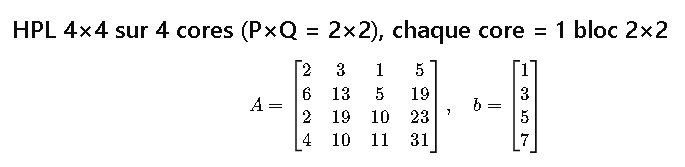 HPL 4×4 sur 4 cores (P×Q = 2×2), chaque core = 1 bloc 2×2
A = [2 3 1 5; 6 13 5 19; 2 19 10 23; 4 10 11 31], b = [1; 3; 5; 7]